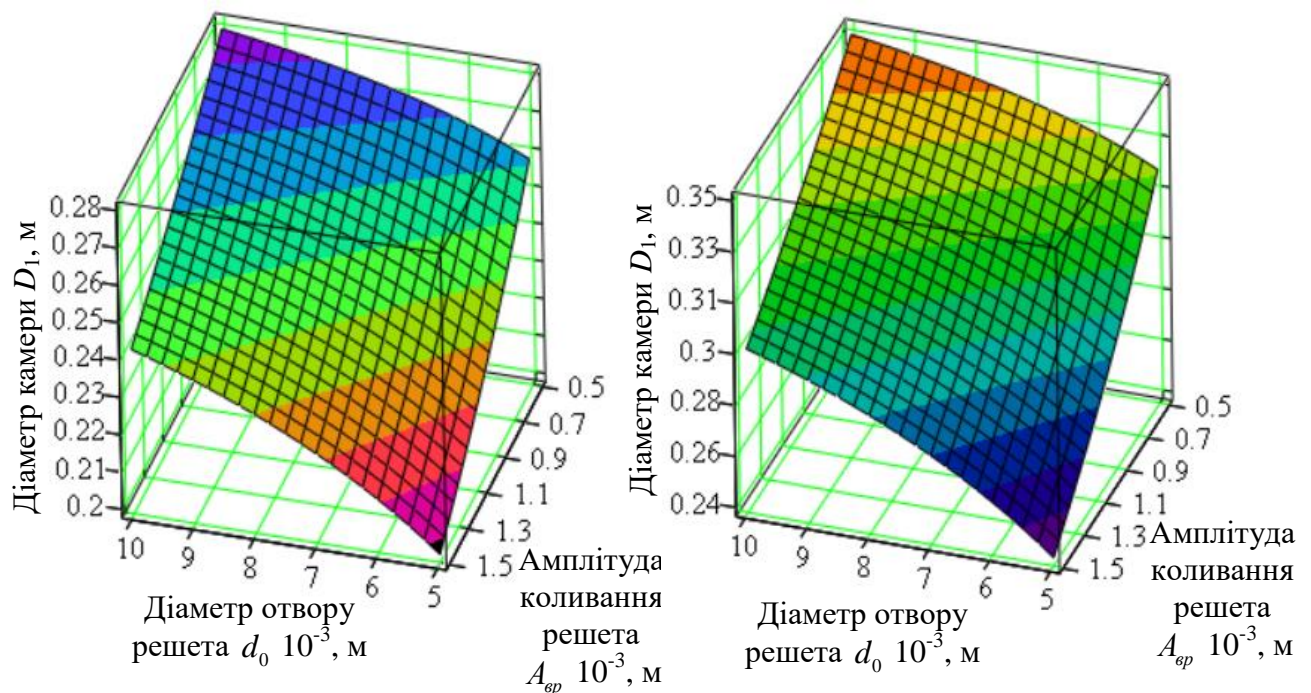 Діаметр камери D₁, м
0.28
0.27
0.26
0.25
0.24
0.23
0.22
0.21
0.2
10
9
8
7
6
5
0.5
0.7
0.9
1.1
1.3
1.5
Діаметр отвору
решета d₀ 10⁻³, м
Амплітуда
коливання
решета
Aвр 10⁻³, м
Діаметр камери D₁, м
0.35
0.33
0.31
0.3
0.28
0.26
0.24
10
9
8
7
6
5
0.5
0.7
0.9
1.1
1.3
1.5
Діаметр отвору
решета d₀ 10⁻³, м
Амплітуда
коливання
решета
Aвр 10⁻³, м